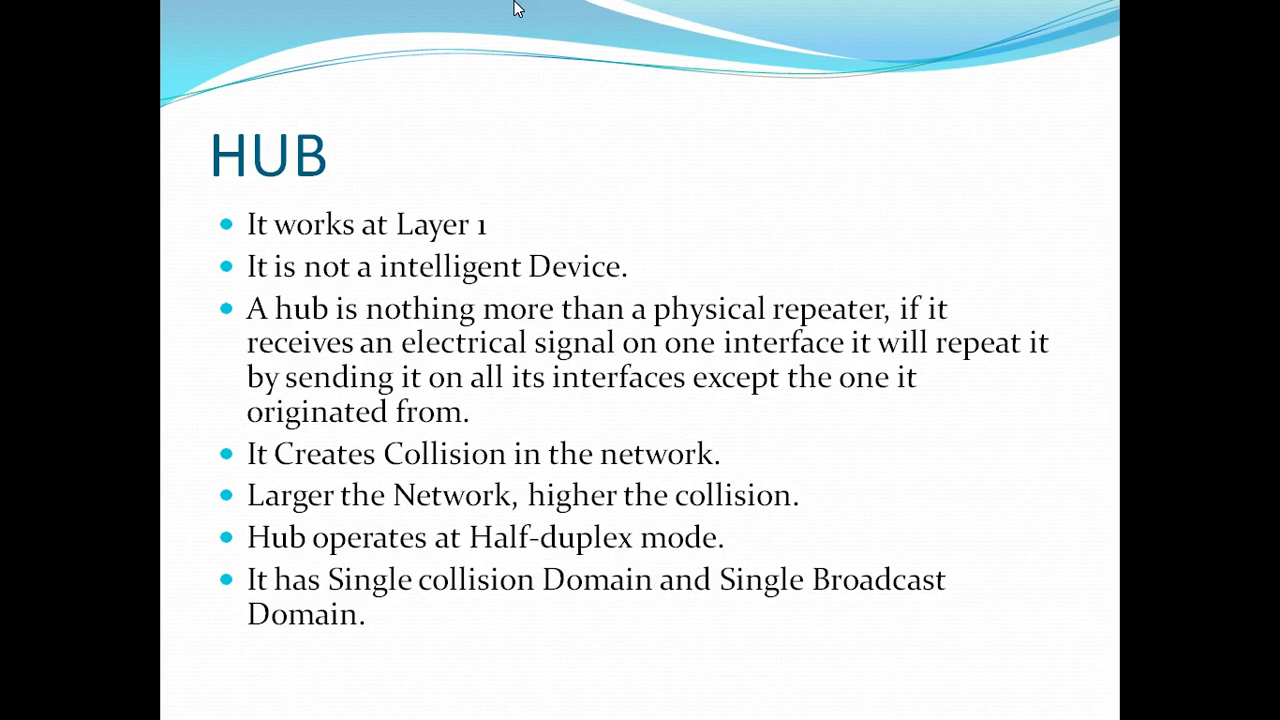 HUB
It works at Layer 1
It is not a intelligent Device.
A hub is nothing more than a physical repeater, if it
receives an electrical signal on one interface it will repeat it
by sending it on all its interfaces except the one it
originated from.
It Creates Collision in the network.
Larger the Network, higher the collision.
Hub operates at Half-duplex mode.
It has Single collision Domain and Single Broadcast
Domain.